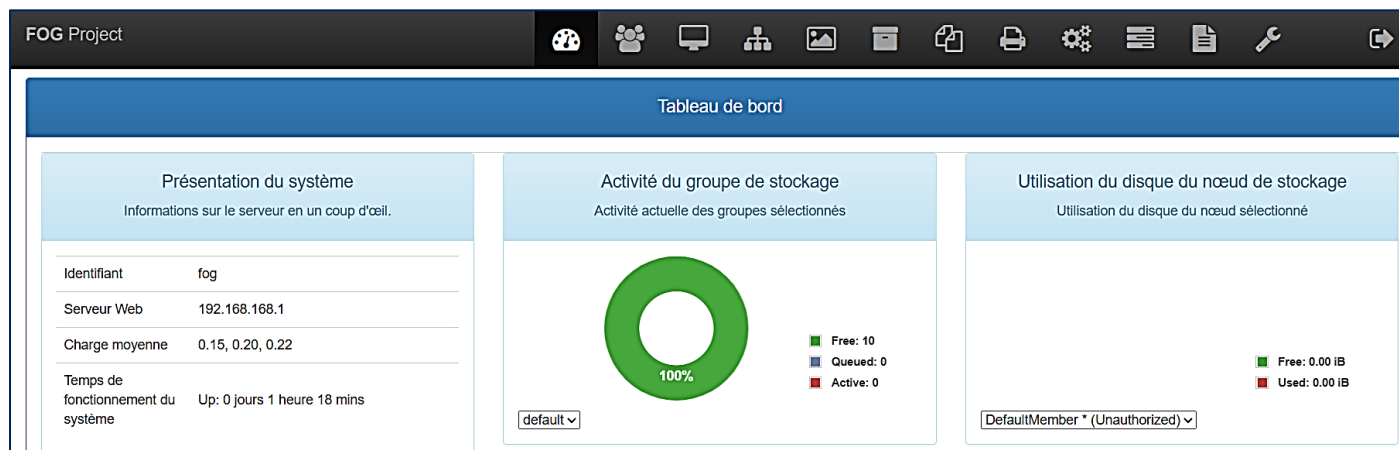 FOG Project
Tableau de bord
Présentation du système
Informations sur le serveur en un coup d'œil.
Identifiant fog
Serveur Web 192.168.168.1
Charge moyenne 0.15, 0.20, 0.22
Temps de
fonctionnement du
système
Up: 0 jours 1 heure 18 mins
Activité du groupe de stockage
Activité actuelle des groupes sélectionnés
100%
Free: 10
Queued: 0
Active: 0
default
Utilisation du disque du nœud de stockage
Utilisation du disque du nœud sélectionné
Free: 0.00 iB
Used: 0.00 iB
DefaultMember * (Unauthorized)